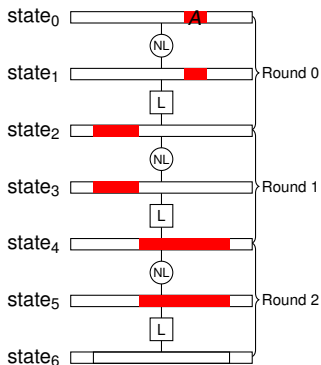 state₀ A
NL
state₁ Round 0
L
state₂
NL
state₃ Round 1
L
state₄
NL
state₅ Round 2
L
state₆